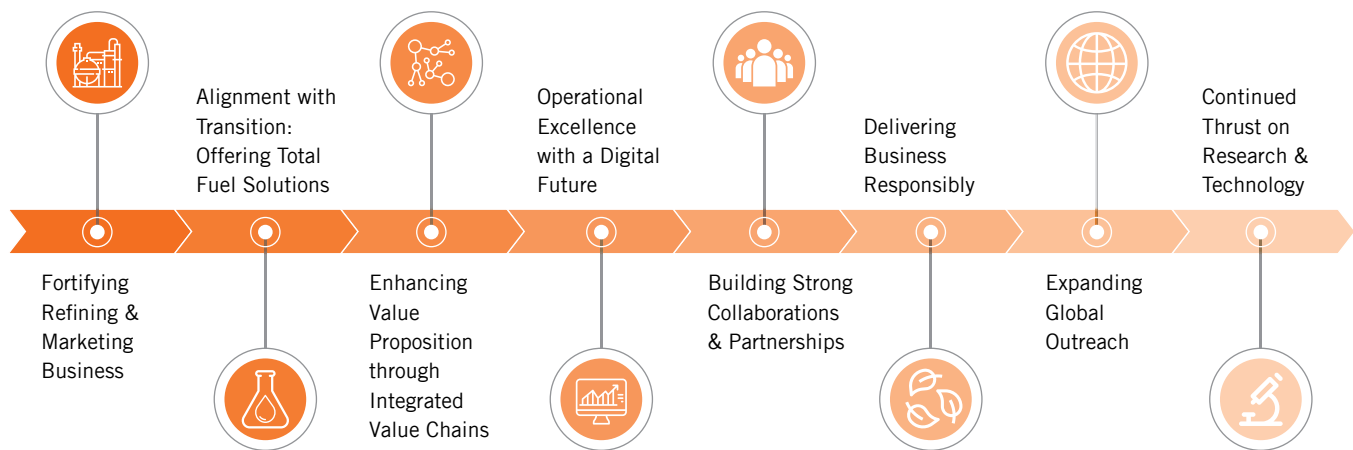 Fortifying
Refining &
Marketing
Business
Alignment with
Transition:
Offering Total
Fuel Solutions
Enhancing
Value
Proposition
through
Integrated
Value Chains
Operational
Excellence
with a Digital
Future
Building Strong
Collaborations
& Partnerships
Delivering
Business
Responsibly
Expanding
Global
Outreach
Continued
Thrust on
Research &
Technology